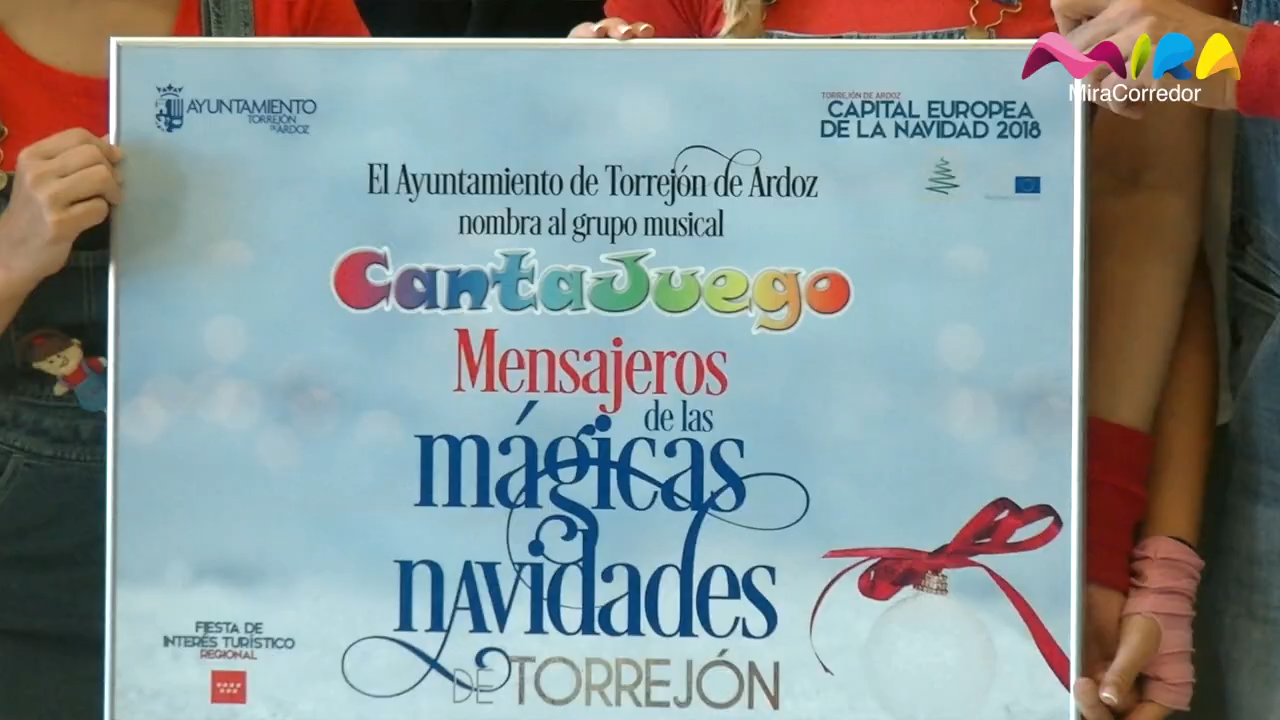 MIRA
MiraCorredor
AYUNTAMIENTO
TORREJÓN
DE ARDOZ
TORREJÓN DE ARDOZ
CAPITAL EUROPEA
DE LA NAVIDAD 2018
El Ayuntamiento de Torrejón de Ardoz
nombra al grupo musical
CantaJuego
Mensajeros
de las
mágicas
navidades
DE TORREJÓN
FIESTA DE
INTERÉS TURÍSTICO
REGIONAL